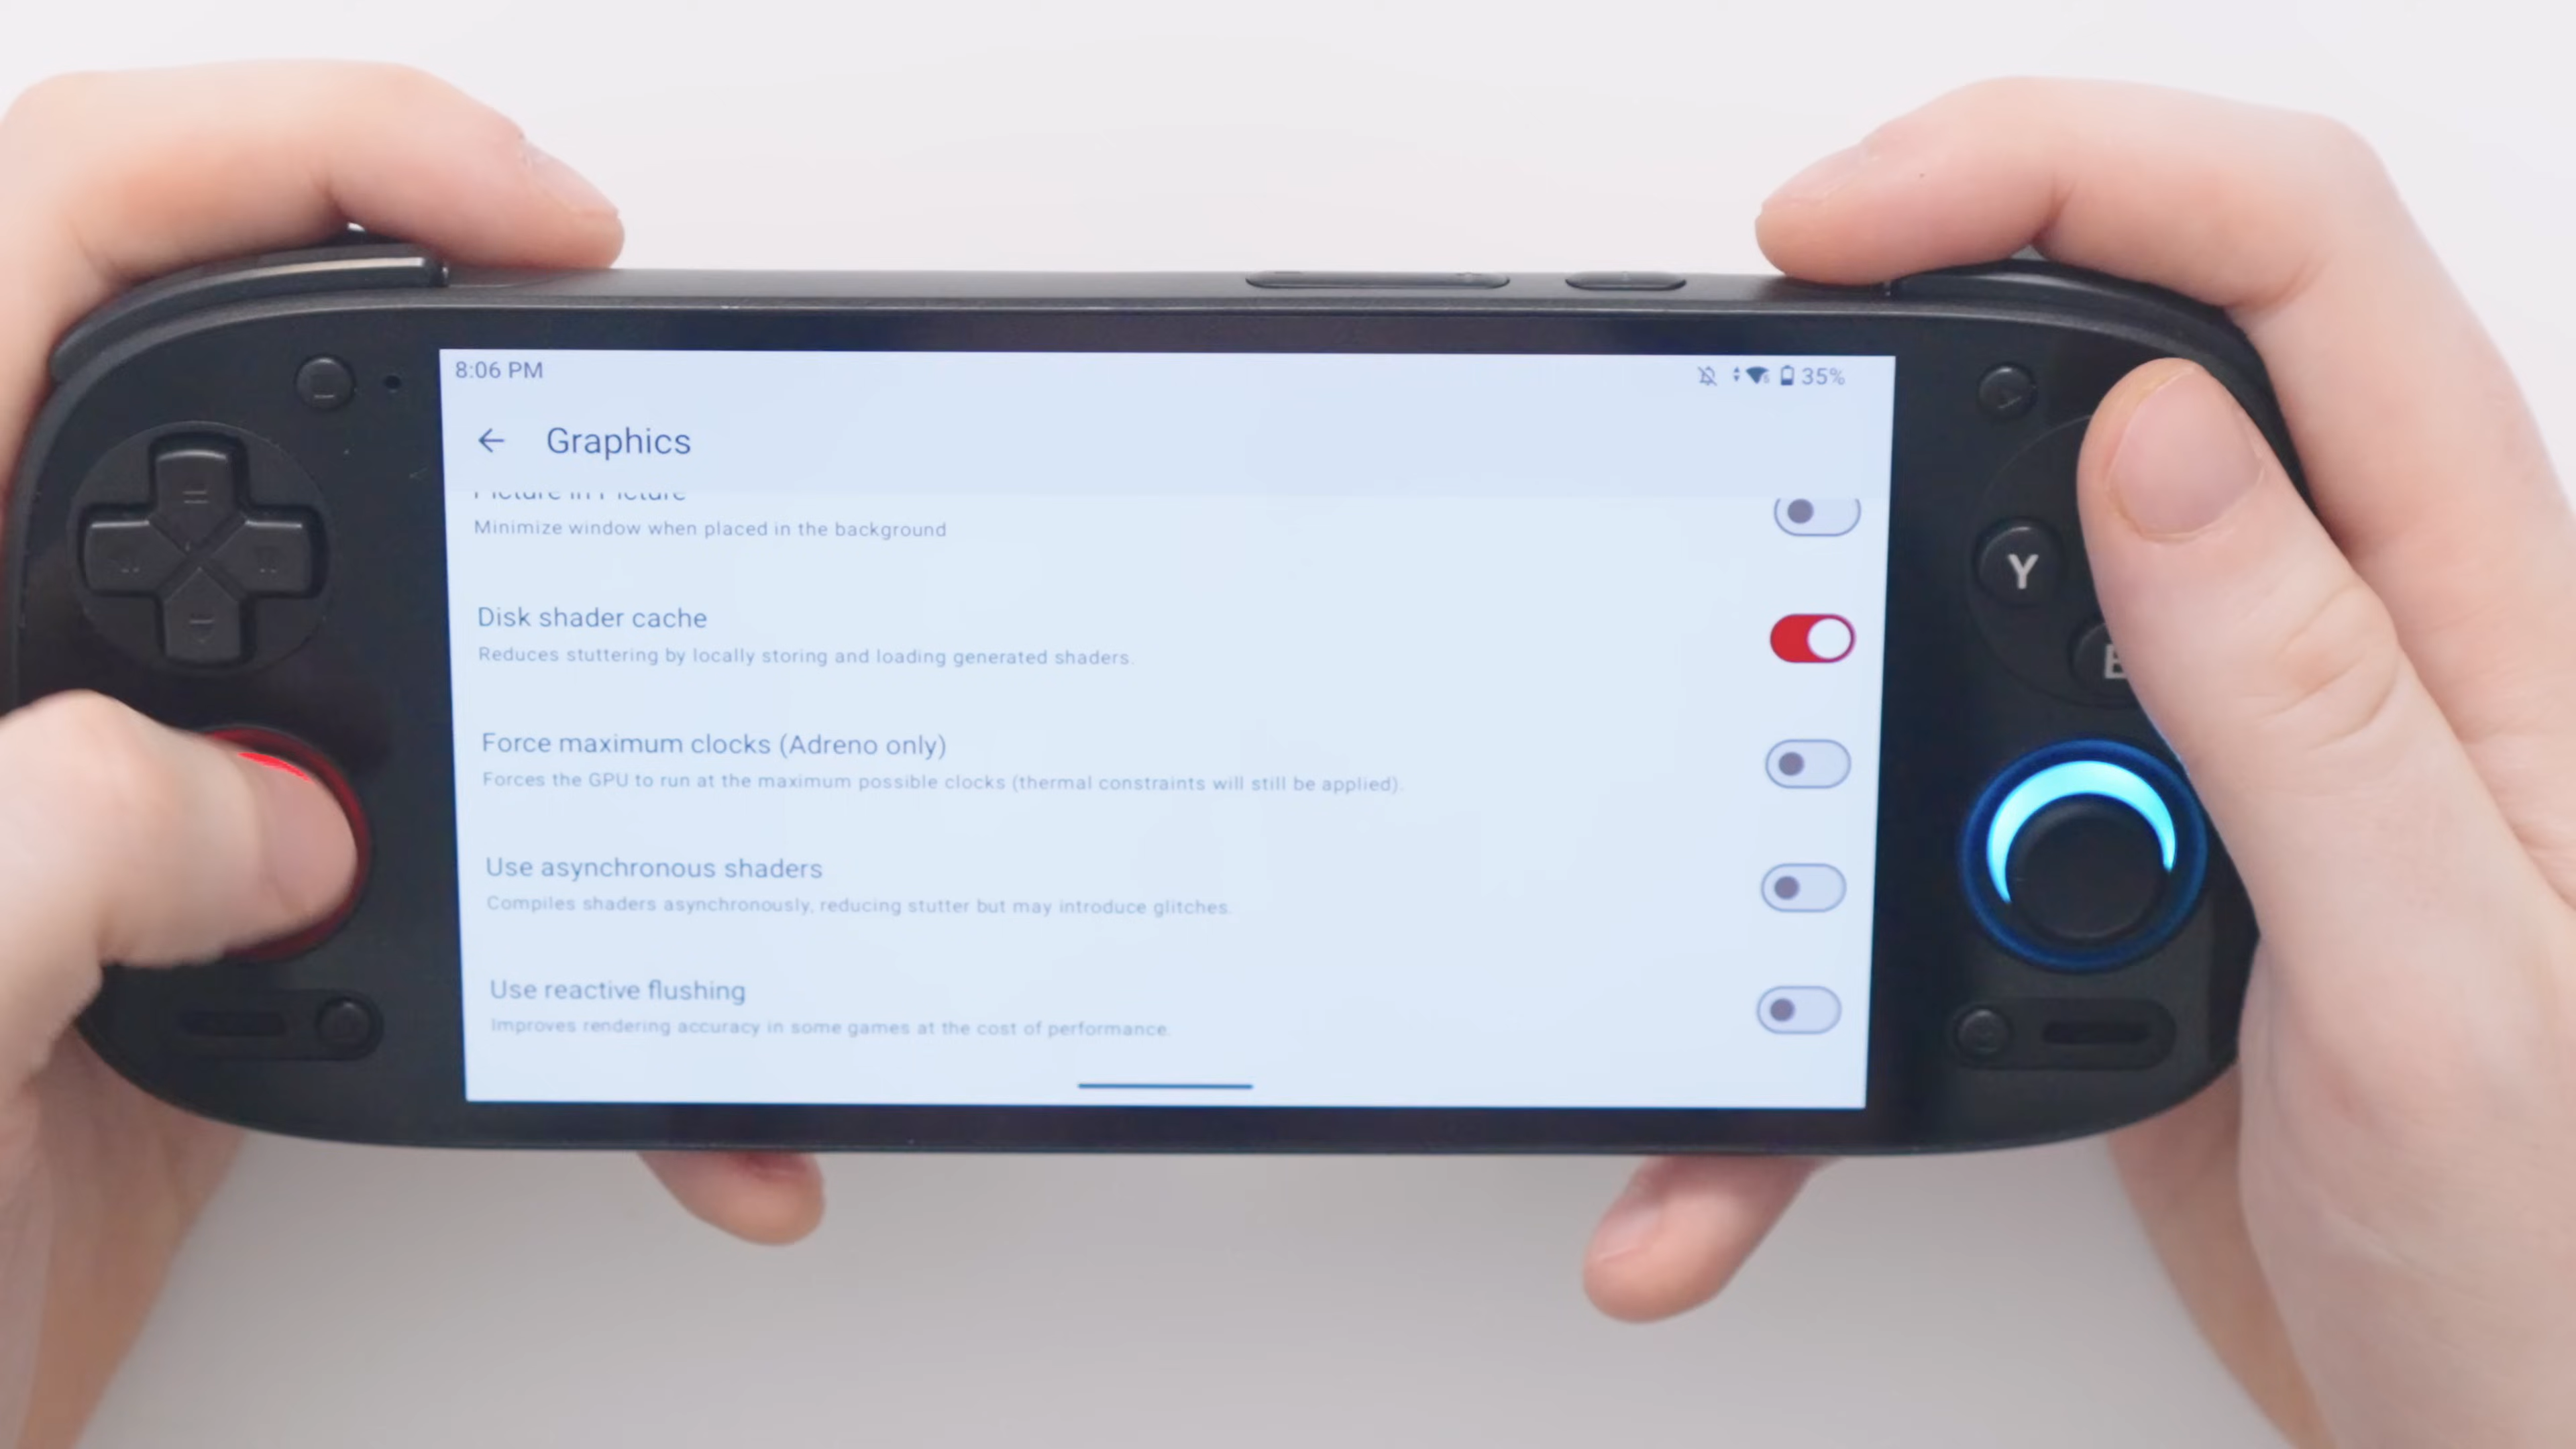 8:06 PM
35%
Graphics
Picture in Picture
Minimize window when placed in the background
Disk shader cache
Reduces stuttering by locally storing and loading generated shaders.
Force maximum clocks (Adreno only)
Forces the GPU to run at the maximum possible clocks (thermal constraints will still be applied).
Y
Use asynchronous shaders
Compiles shaders asynchronously, reducing stutter but may introduce glitches.
Use reactive flushing
Improves rendering accuracy in some games at the cost of performance.